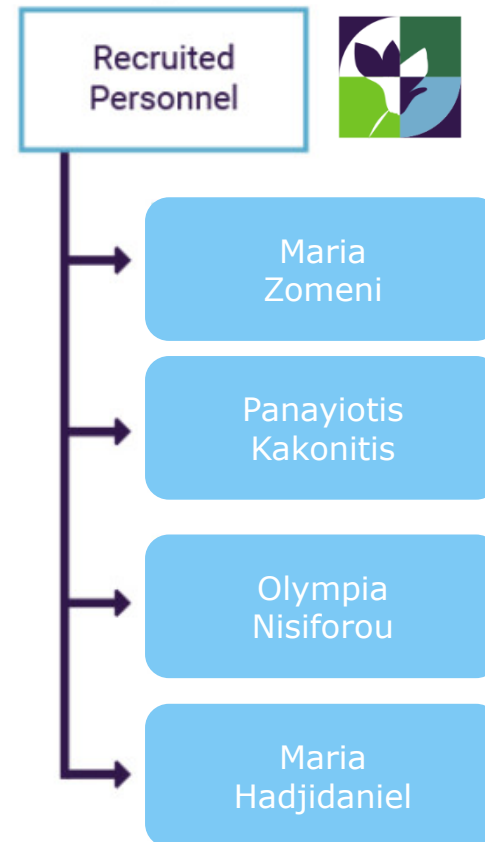 Recruited
Personnel
Maria
Zomeni
Panayiotis
Kakonitis
Olympia
Nisiforou
Maria
Hadjidaniel